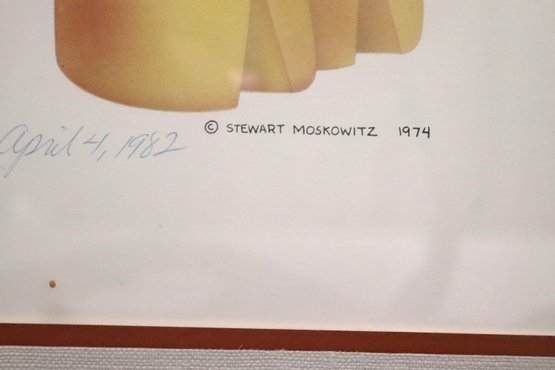 © STEWART MOSKOWITZ 1974
April 4, 1982